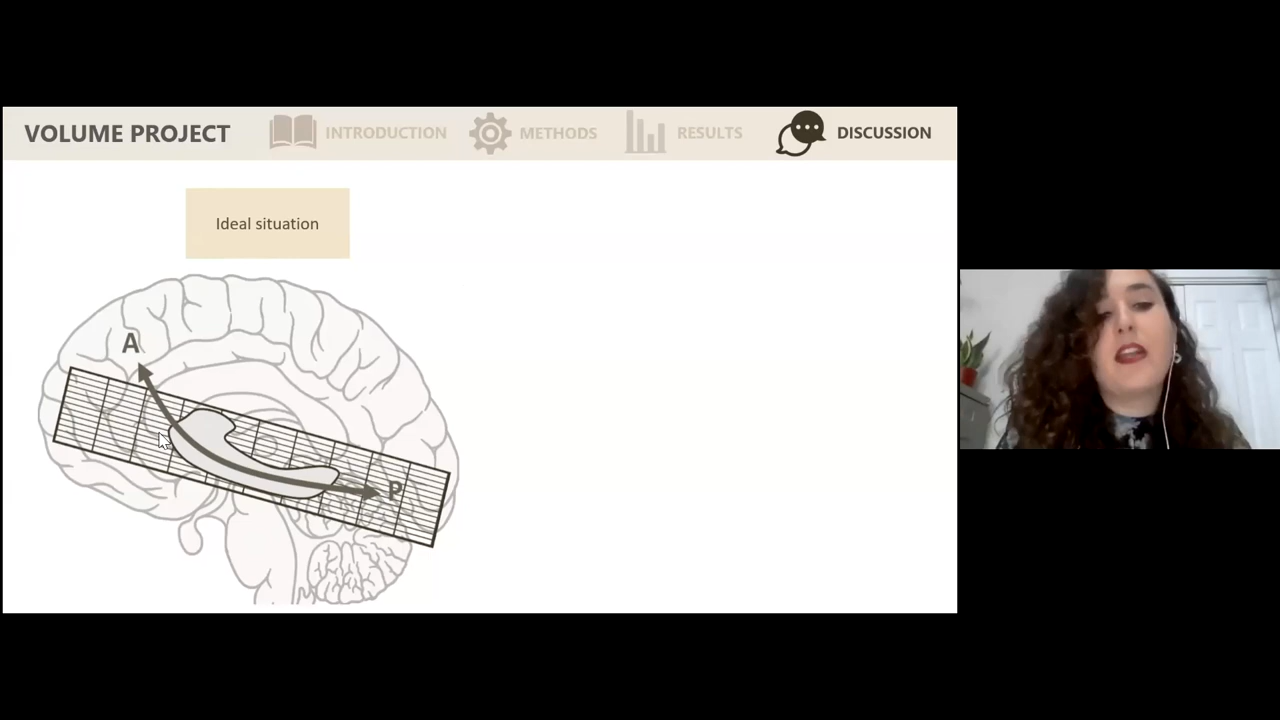 VOLUME PROJECT
INTRODUCTION
METHODS
RESULTS
DISCUSSION
Ideal situation
A
P